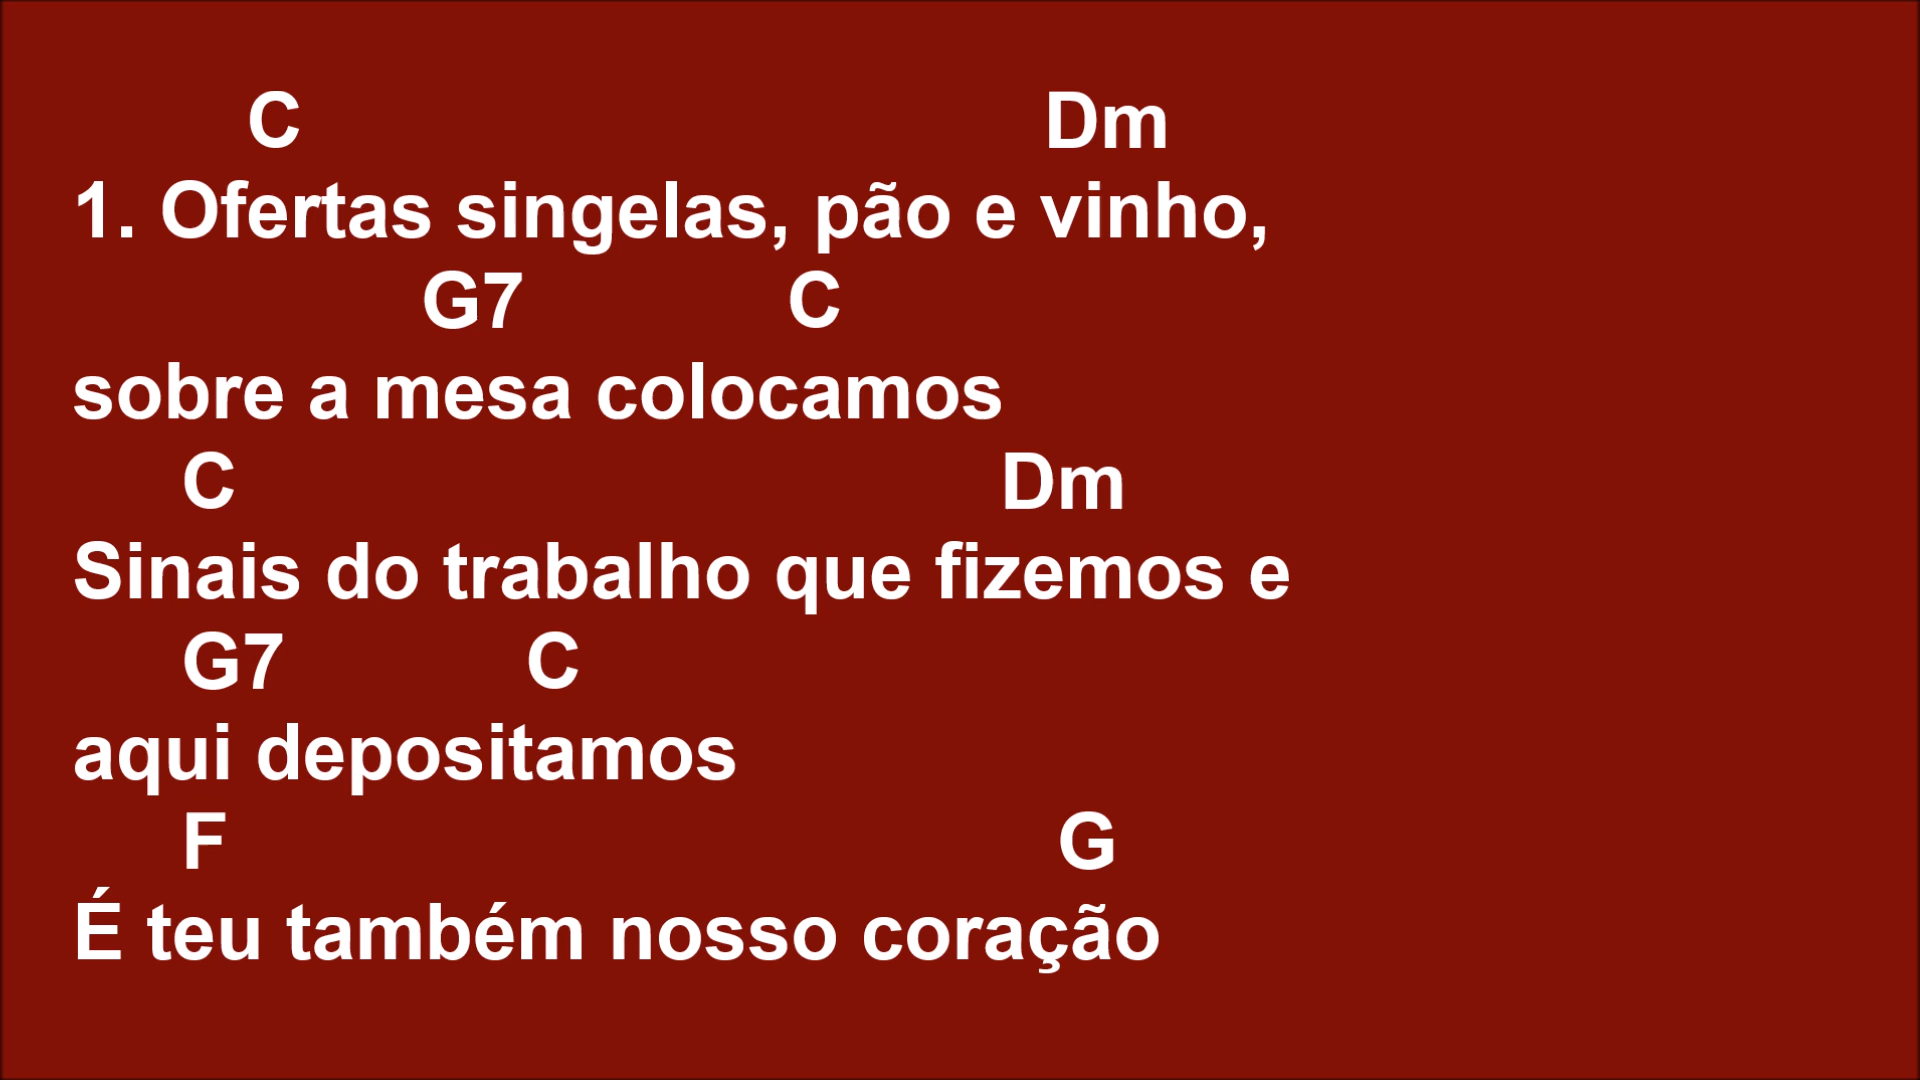 C Dm
1. Ofertas singelas, pão e vinho,
G7 C
sobre a mesa colocamos
C Dm
Sinais do trabalho que fizemos e
G7 C
aqui depositamos
F G
É teu também nosso coração